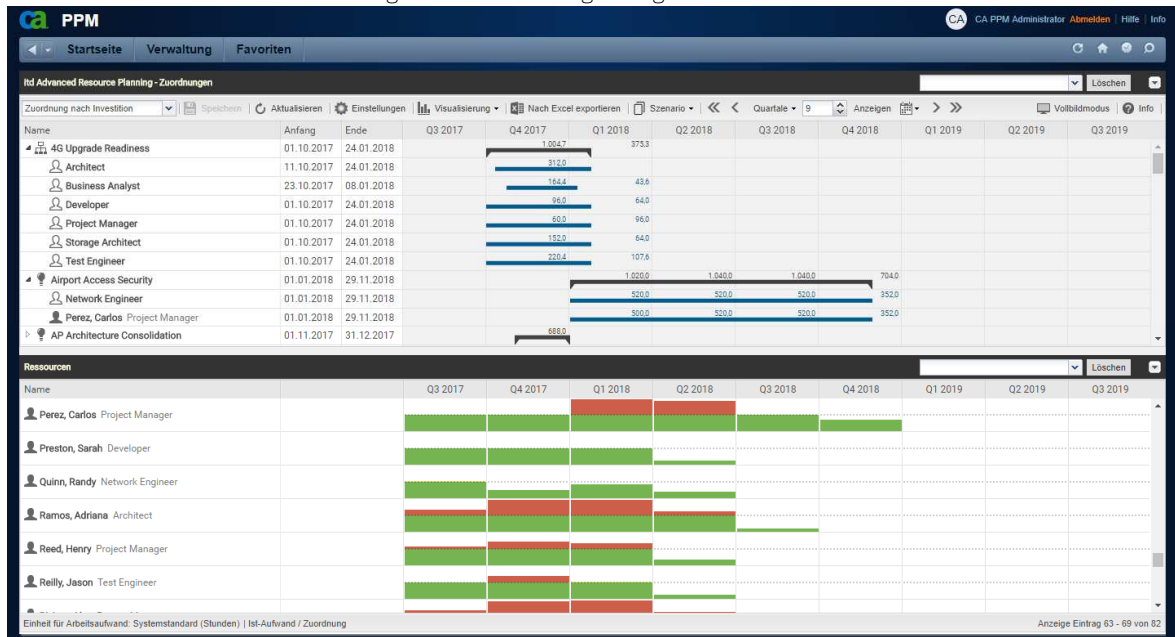 ca PPM
CA CA PPM Administrator Abmelden Hilfe Info
Startseite Verwaltung Favoriten
itd Advanced Resource Planning - Zuordnungen Löschen
Zuordnung nach Investition Speichern Aktualisieren Einstellungen Visualisierung Nach Excel exportieren Szenario Quartale 9 Anzeigen Vollbildmodus Info
Name Anfang Ende Q3 2017 Q4 2017 Q1 2018 Q2 2018 Q3 2018 Q4 2018 Q1 2019 Q2 2019 Q3 2019
4G Upgrade Readiness 01.10.2017 24.01.2018 1.004,7 375,3
Architect 11.10.2017 24.01.2018 312,0
Business Analyst 23.10.2017 08.01.2018 164,4 43,6
Developer 01.10.2017 24.01.2018 96,0 64,0
Project Manager 01.10.2017 24.01.2018 60,0 96,0
Storage Architect 01.10.2017 24.01.2018 152,0 64,0
Test Engineer 01.10.2017 24.01.2018 220,4 107,6
Airport Access Security 01.01.2018 29.11.2018 1.020,0 1.040,0 1.040,0 704,0
Network Engineer 01.01.2018 29.11.2018 520,0 520,0 520,0 352,0
Perez, Carlos Project Manager 01.01.2018 29.11.2018 500,0 520,0 520,0 352,0
AP Architecture Consolidation 01.11.2017 31.12.2017 688,0
Ressourcen Löschen
Name Q3 2017 Q4 2017 Q1 2018 Q2 2018 Q3 2018 Q4 2018 Q1 2019 Q2 2019 Q3 2019
Perez, Carlos Project Manager
Preston, Sarah Developer
Quinn, Randy Network Engineer
Ramos, Adriana Architect
Reed, Henry Project Manager
Reilly, Jason Test Engineer
Einheit für Arbeitsaufwand: Systemstandard (Stunden) | Ist-Aufwand / Zuordnung Anzeige Eintrag 63 - 69 von 82